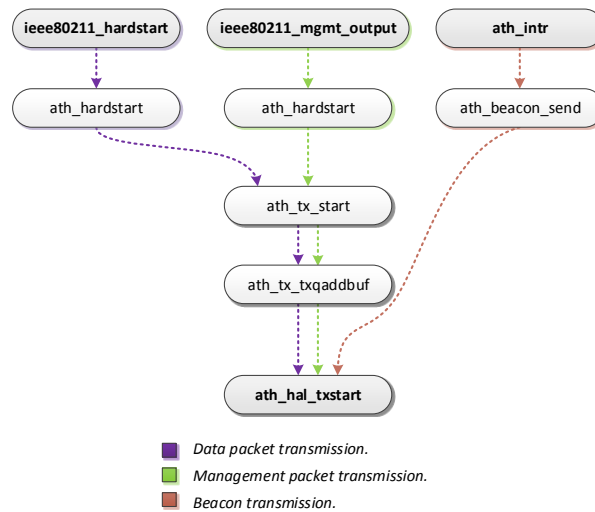 ieee80211_hardstart
ieee80211_mgmt_output
ath_intr
ath_hardstart
ath_hardstart
ath_beacon_send
ath_tx_start
ath_tx_txqaddbuf
ath_hal_txstart
Data packet transmission.
Management packet transmission.
Beacon transmission.